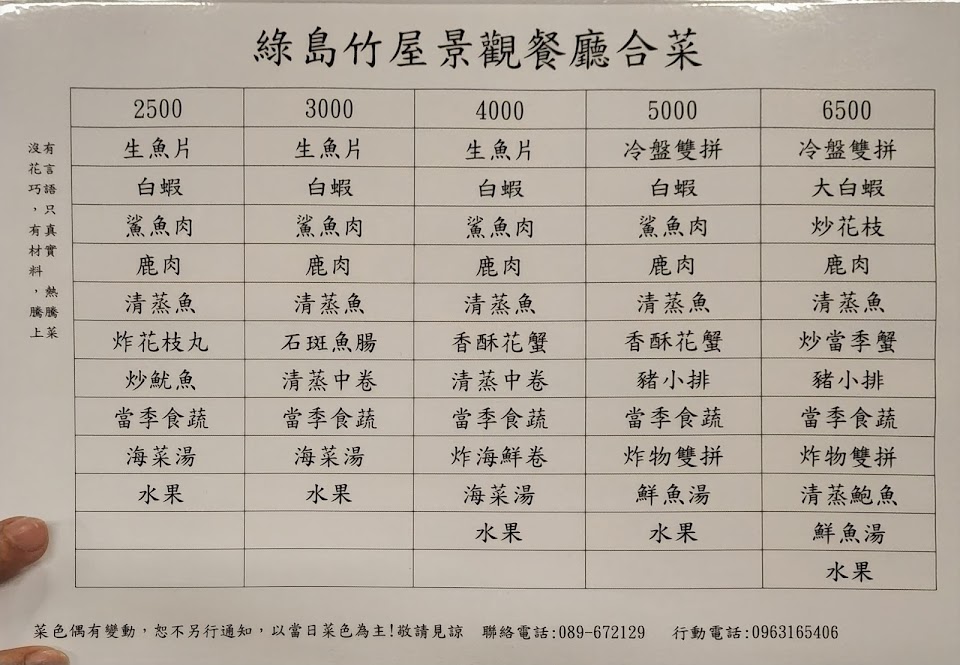 綠島竹屋景觀餐廳合菜
2500 3000 4000 5000 6500
生魚片 生魚片 生魚片 冷盤雙拼 冷盤雙拼
白蝦 白蝦 白蝦 白蝦 大白蝦
鯊魚肉 鯊魚肉 鯊魚肉 鯊魚肉 炒花枝
鹿肉 鹿肉 鹿肉 鹿肉 鹿肉
清蒸魚 清蒸魚 清蒸魚 清蒸魚 清蒸魚
炸花枝丸 石斑魚腸 香酥花蟹 香酥花蟹 炒當季蟹
炒魷魚 清蒸中卷 清蒸中卷 豬小排 豬小排
當季食蔬 當季食蔬 當季食蔬 當季食蔬 當季食蔬
海菜湯 海菜湯 炸海鮮卷 炸物雙拼 炸物雙拼
水果 水果 海菜湯 鮮魚湯 清蒸鮑魚
水果 水果 鮮魚湯
水果
有言語只真實，熱騰菜
沒花巧，有材料，騰上
菜色偶有變動，恕不另行通知，以當日菜色為主!敬請見諒 聯絡電話:089-672129 行動電話:0963165406